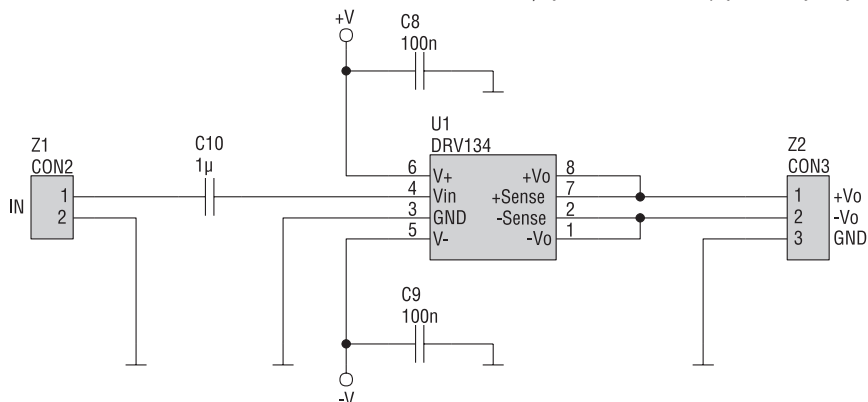 +V
C8
100n
U1
DRV134
Z1
CON2
C10
1µ
Z2
CON3
IN
1
2
6
4
3
5
V+
Vin
GND
V-
+Vo
+Sense
-Sense
-Vo
8
7
2
1
1
2
3
+Vo
-Vo
GND
C9
100n
-V